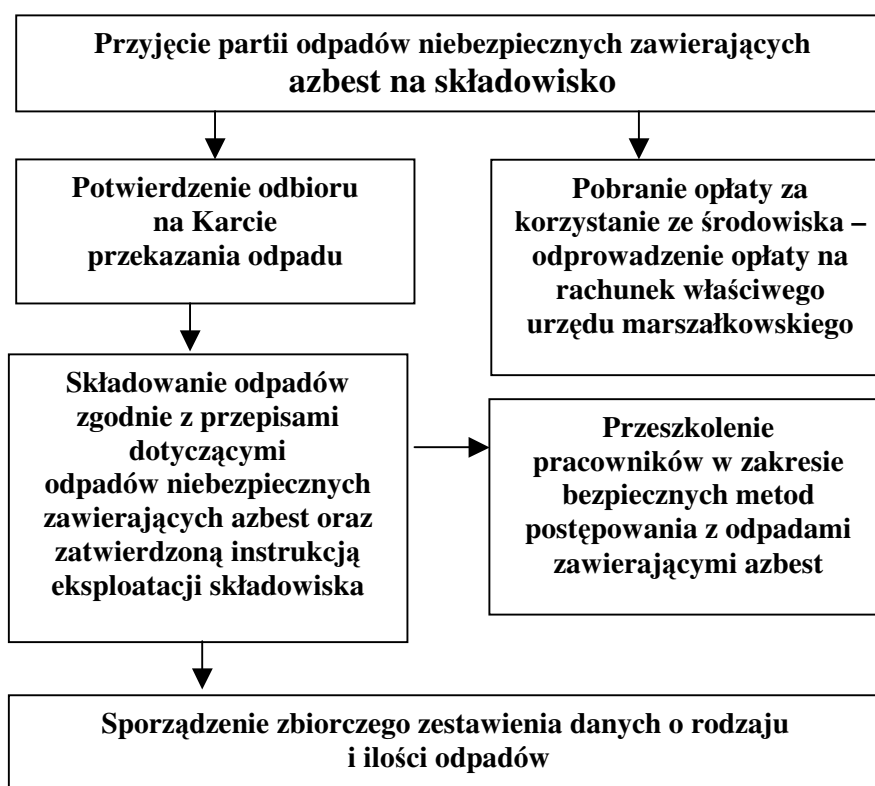 Przyjęcie partii odpadów niebezpiecznych zawierających
azbest na składowisko
Potwierdzenie odbioru
na Karcie
przekazania odpadu
Pobranie opłaty za
korzystanie ze środowiska –
odprowadzenie opłaty na
rachunek właściwego
urzędu marszałkowskiego
Składowanie odpadów
zgodnie z przepisami
dotyczącymi
odpadów niebezpiecznych
zawierających azbest oraz
zatwierdzoną instrukcją
eksploatacji składowiska
Przeszkolenie
pracowników w zakresie
bezpiecznych metod
postępowania z odpadami
zawierającymi azbest
Sporządzenie zbiorczego zestawienia danych o rodzaju
i ilości odpadów